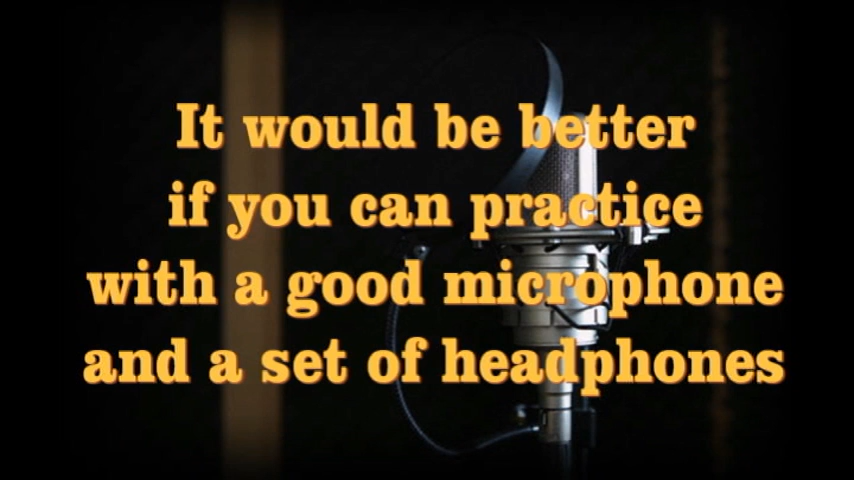 It would be better
if you can practice
with a good microphone
and a set of headphones